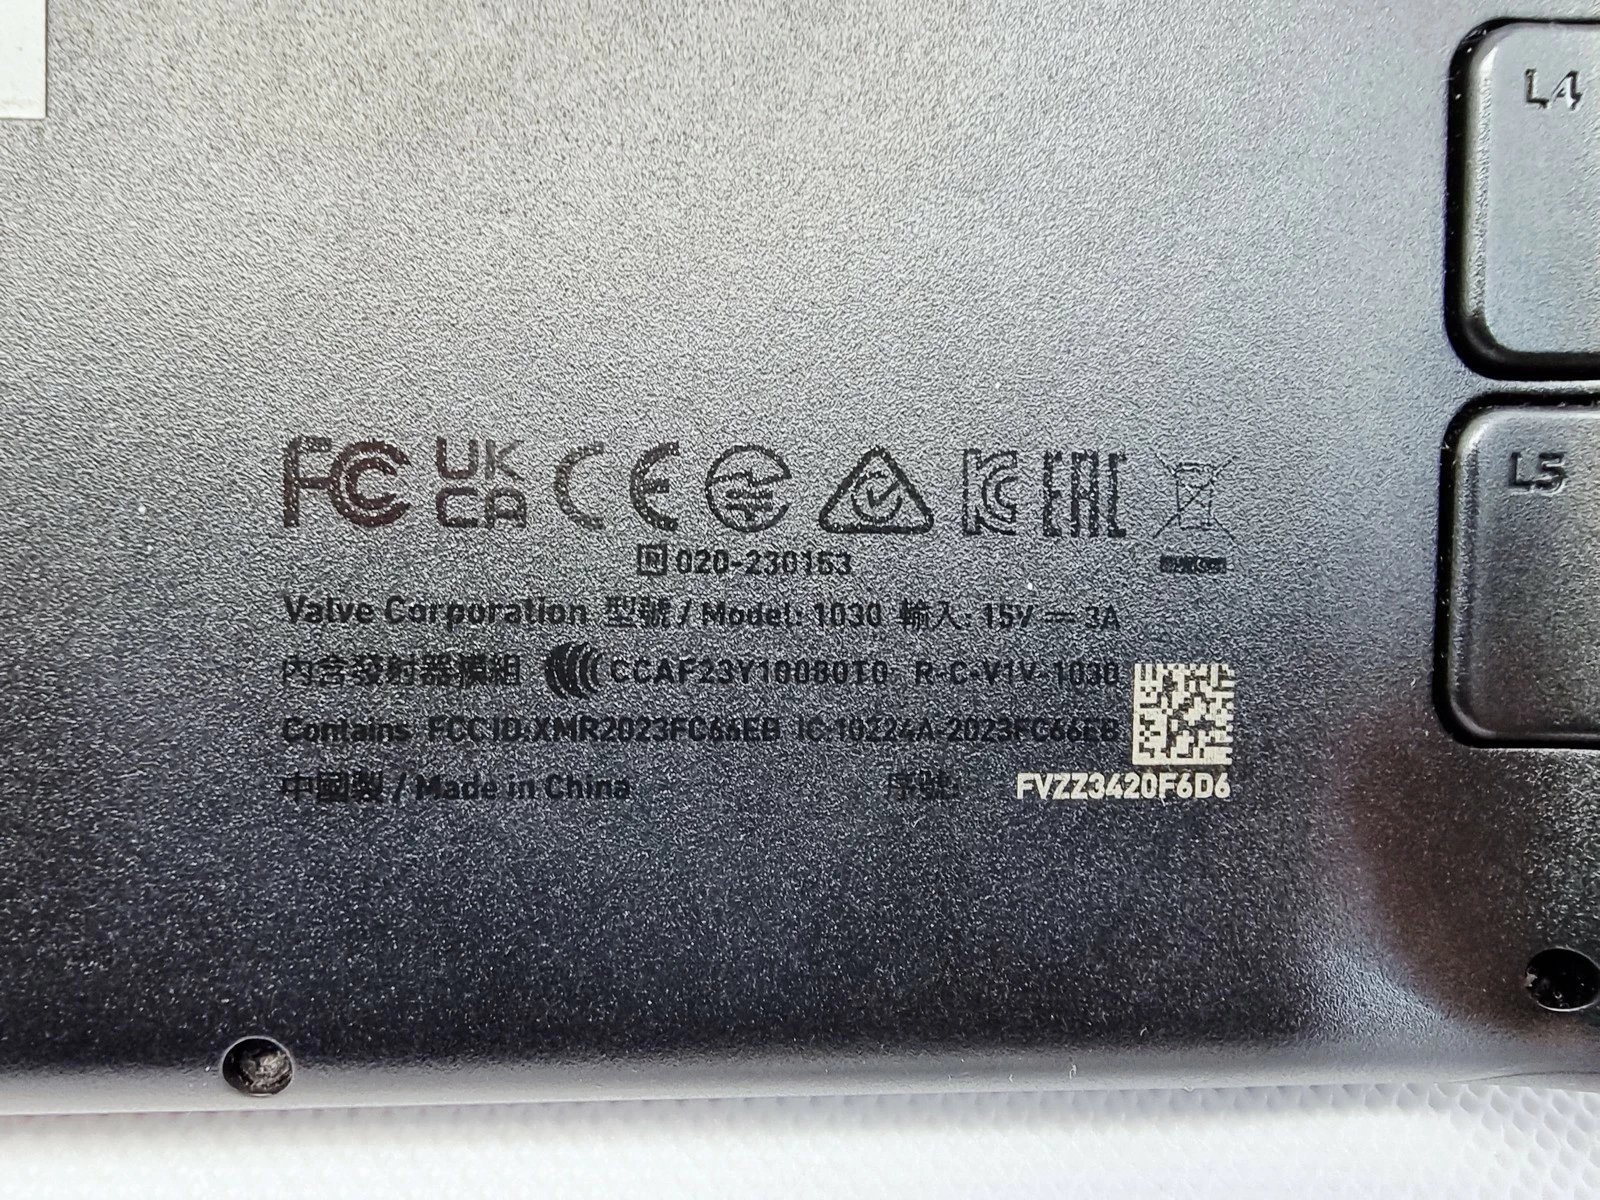 L4
L5
FC UK CA CE
R 020-230153
Valve Corporation 型號 / Model: 1030 輸入: 15V ⎓ 3A
內含發射器模組 CCAF23Y10080T0 R-C-V1V-1030
Contains FCC ID:XMR2023FC66EB IC:10224A-2023FC66EB
中國製 / Made in China 序號: FVZZ3420F6D6